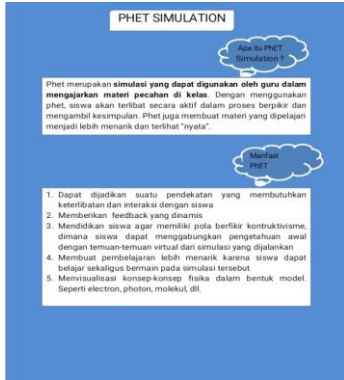 PHET SIMULATION
Apa itu PhET
Simulation ?
Phet merupakan simulasi yang dapat digunakan oleh guru dalam
mengajarkan materi pecahan di kelas. Dengan menggunakan
phet, siswa akan terlibat secara aktif dalam proses berpikir dan
mengambil kesimpulan. Phet juga membuat materi yang dipelajari
menjadi lebih menarik dan terlihat "nyata".
Manfaat
PhET
1. Dapat dijadikan suatu pendekatan yang membutuhkan
keterlibatan dan interaksi dengan siswa
2. Memberikan feedback yang dinamis
3. Mendidikan siswa agar memiliki pola berfikir kontruktivisme,
dimana siswa dapat menggabungkan pengetahuan awal
dengan temuan-temuan virtual dari simulasi yang dijalankan
4. Membuat pembelajaran lebih menarik karena siswa dapat
belajar sekaligus bermain pada simulasi tersebut
5. Menvisualisasi konsep-konsep fisika dalam bentuk model.
Seperti electron, photon, molekul, dll.